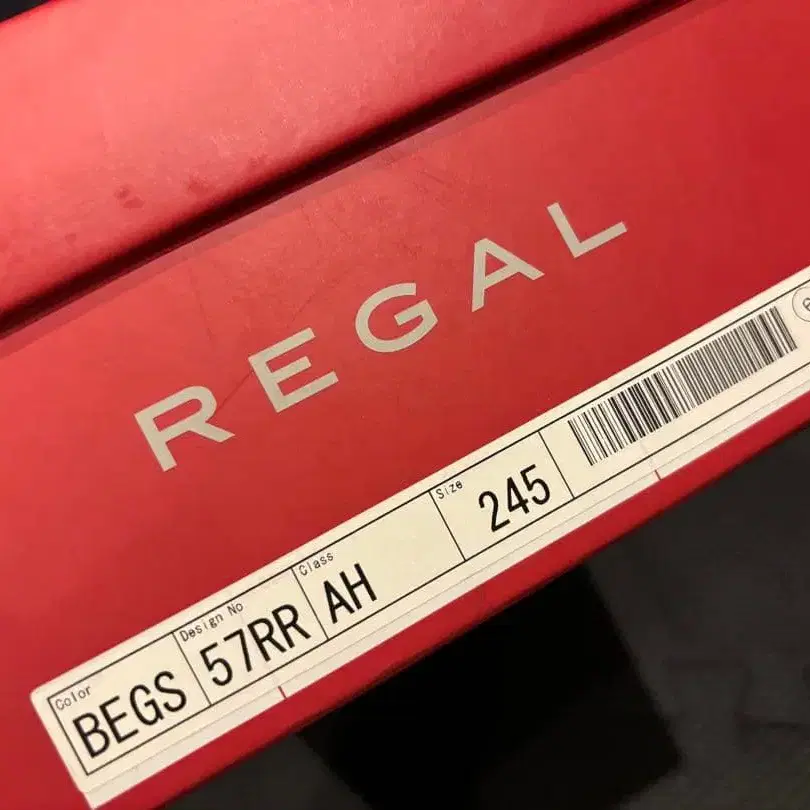 REGAL
Color Design No Class Size
BEGS 57RR AH 245